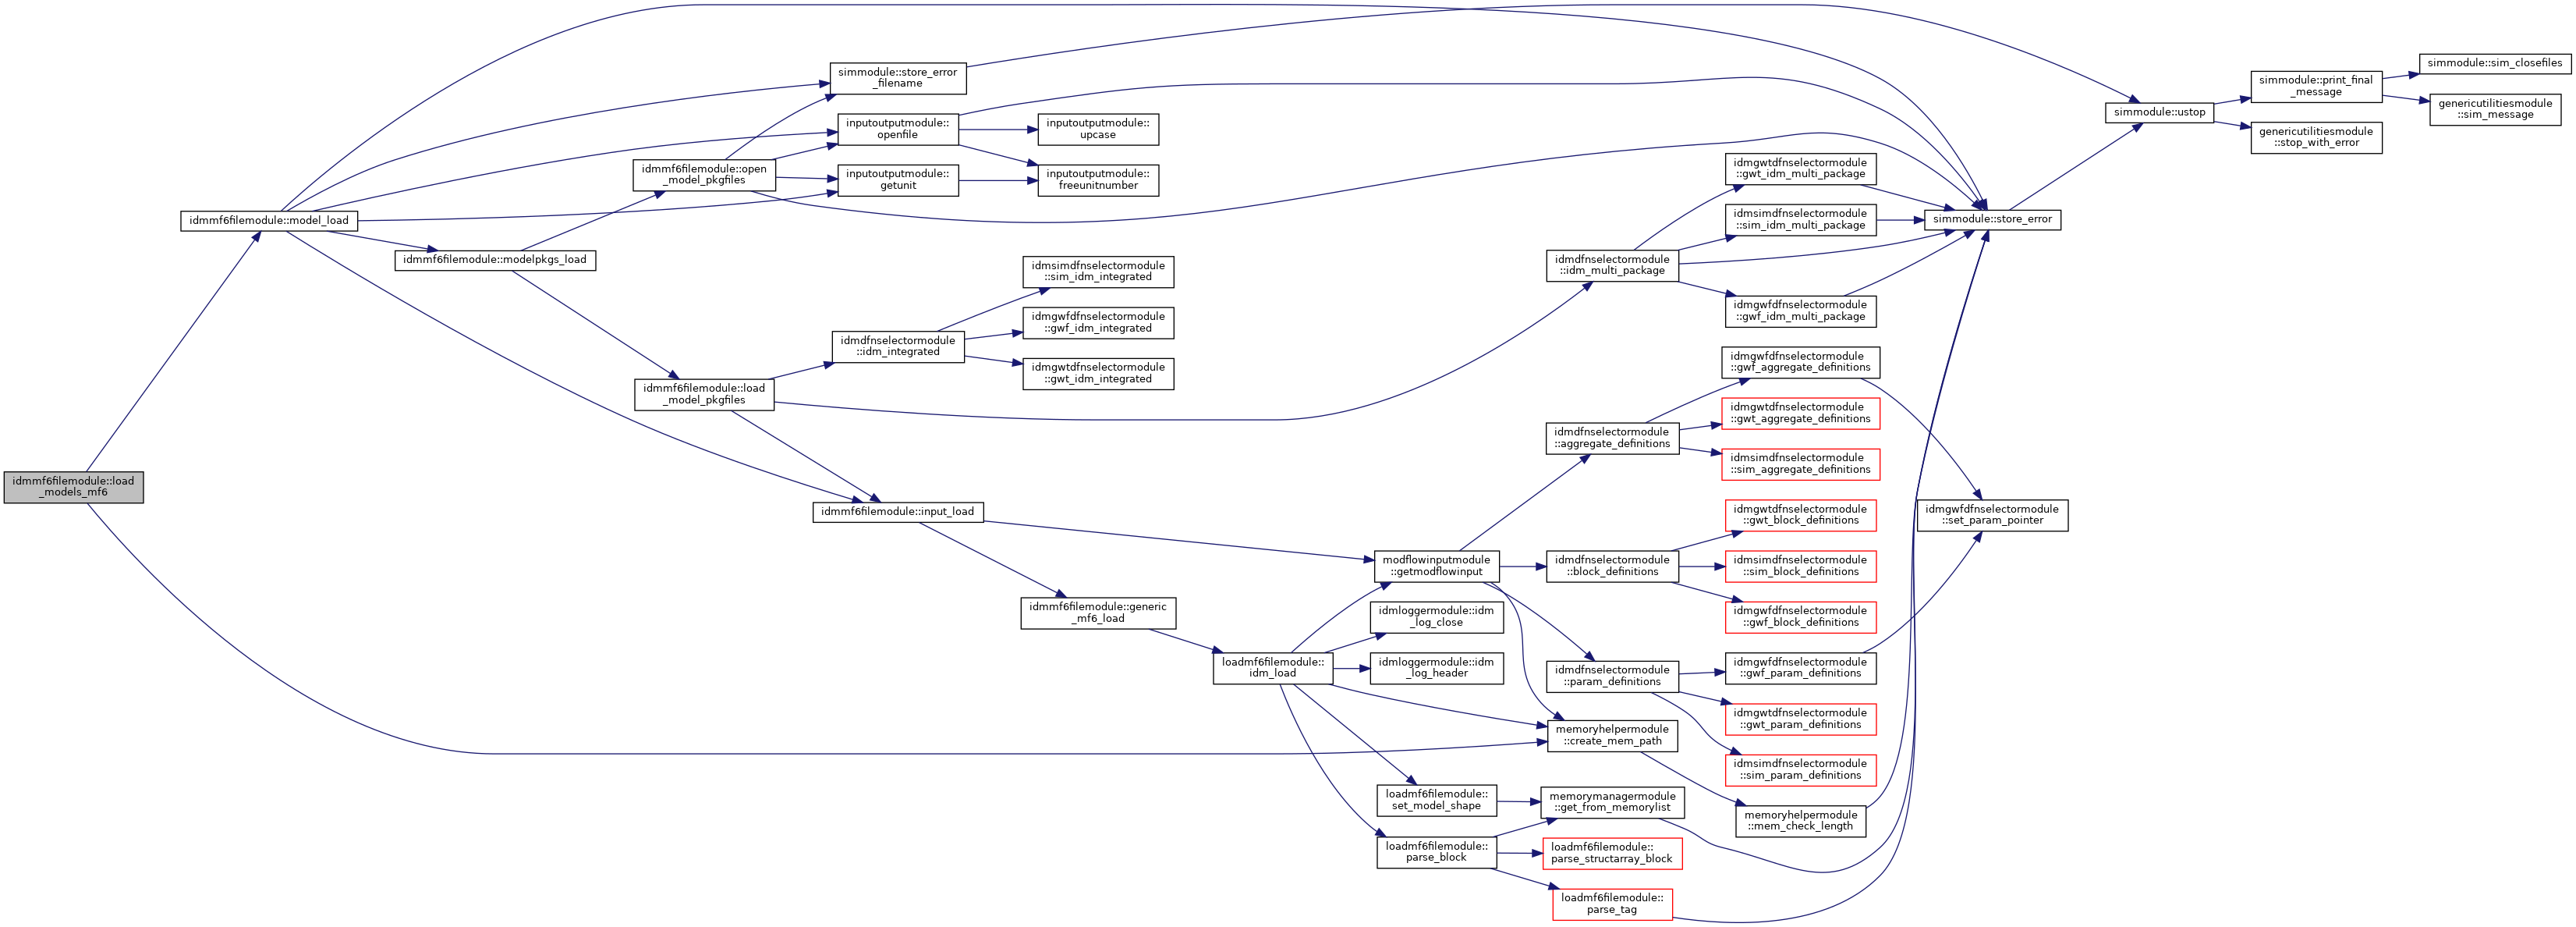 idmmf6filemodule::load
_models_mf6
idmmf6filemodule::model_load
idmmf6filemodule::modelpkgs_load
idmmf6filemodule::open
_model_pkgfiles
idmmf6filemodule::load
_model_pkgfiles
simmodule::store_error
_filename
inputoutputmodule::
openfile
inputoutputmodule::
getunit
idmdfnselectormodule
::idm_integrated
idmmf6filemodule::input_load
inputoutputmodule::
upcase
inputoutputmodule::
freeunitnumber
idmsimdfnselectormodule
::sim_idm_integrated
idmgwfdfnselectormodule
::gwf_idm_integrated
idmgwtdfnselectormodule
::gwt_idm_integrated
idmmf6filemodule::generic
_mf6_load
loadmf6filemodule::
idm_load
modflowinputmodule
::getmodflowinput
idmloggermodule::idm
_log_close
idmloggermodule::idm
_log_header
loadmf6filemodule::
set_model_shape
loadmf6filemodule::
parse_block
idmdfnselectormodule
::idm_multi_package
idmdfnselectormodule
::aggregate_definitions
idmdfnselectormodule
::block_definitions
idmdfnselectormodule
::param_definitions
memoryhelpermodule
::create_mem_path
memorymanagermodule
::get_from_memorylist
loadmf6filemodule::
parse_structarray_block
loadmf6filemodule::
parse_tag
idmgwtdfnselectormodule
::gwt_idm_multi_package
idmsimdfnselectormodule
::sim_idm_multi_package
idmgwfdfnselectormodule
::gwf_idm_multi_package
idmgwfdfnselectormodule
::gwf_aggregate_definitions
idmgwtdfnselectormodule
::gwt_aggregate_definitions
idmsimdfnselectormodule
::sim_aggregate_definitions
idmgwtdfnselectormodule
::gwt_block_definitions
idmsimdfnselectormodule
::sim_block_definitions
idmgwfdfnselectormodule
::gwf_block_definitions
idmgwfdfnselectormodule
::gwf_param_definitions
idmgwtdfnselectormodule
::gwt_param_definitions
idmsimdfnselectormodule
::sim_param_definitions
memoryhelpermodule
::mem_check_length
simmodule::store_error
idmgwfdfnselectormodule
::set_param_pointer
simmodule::ustop
simmodule::print_final
_message
genericutilitiesmodule
::stop_with_error
simmodule::sim_closefiles
genericutilitiesmodule
::sim_message